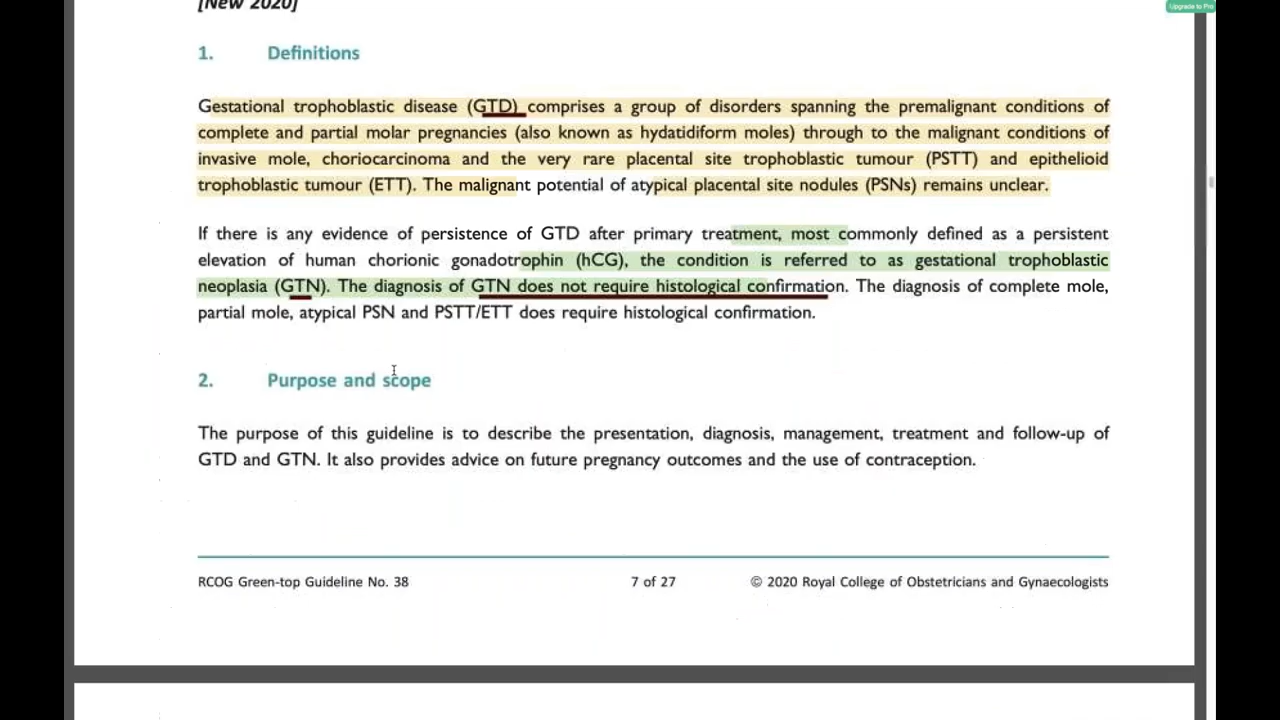 [New 2020]
Upgrade to Pro
1. Definitions
Gestational trophoblastic disease (GTD) comprises a group of disorders spanning the premalignant conditions of
complete and partial molar pregnancies (also known as hydatidiform moles) through to the malignant conditions of
invasive mole, choriocarcinoma and the very rare placental site trophoblastic tumour (PSTT) and epithelioid
trophoblastic tumour (ETT). The malignant potential of atypical placental site nodules (PSNs) remains unclear.
If there is any evidence of persistence of GTD after primary treatment, most commonly defined as a persistent
elevation of human chorionic gonadotrophin (hCG), the condition is referred to as gestational trophoblastic
neoplasia (GTN). The diagnosis of GTN does not require histological confirmation. The diagnosis of complete mole,
partial mole, atypical PSN and PSTT/ETT does require histological confirmation.
2. Purpose and scope
The purpose of this guideline is to describe the presentation, diagnosis, management, treatment and follow-up of
GTD and GTN. It also provides advice on future pregnancy outcomes and the use of contraception.
RCOG Green-top Guideline No. 38 7 of 27 © 2020 Royal College of Obstetricians and Gynaecologists